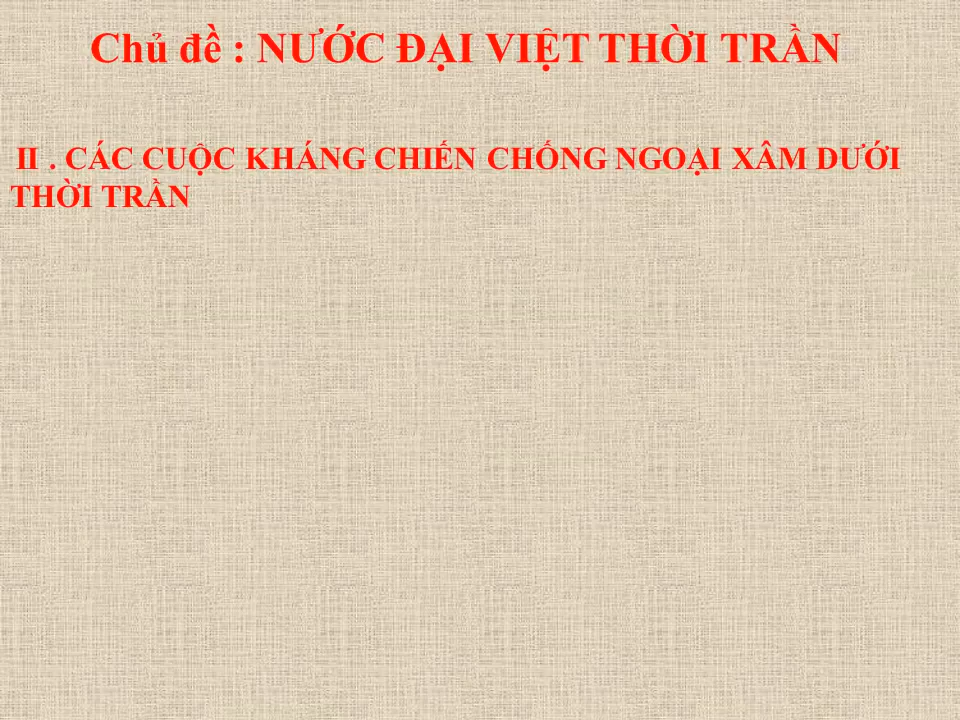 Chủ đề : NƯỚC ĐẠI VIỆT THỜI TRẦN
II . CÁC CUỘC KHÁNG CHIẾN CHỐNG NGOẠI XÂM DƯỚI
THỜI TRẦN